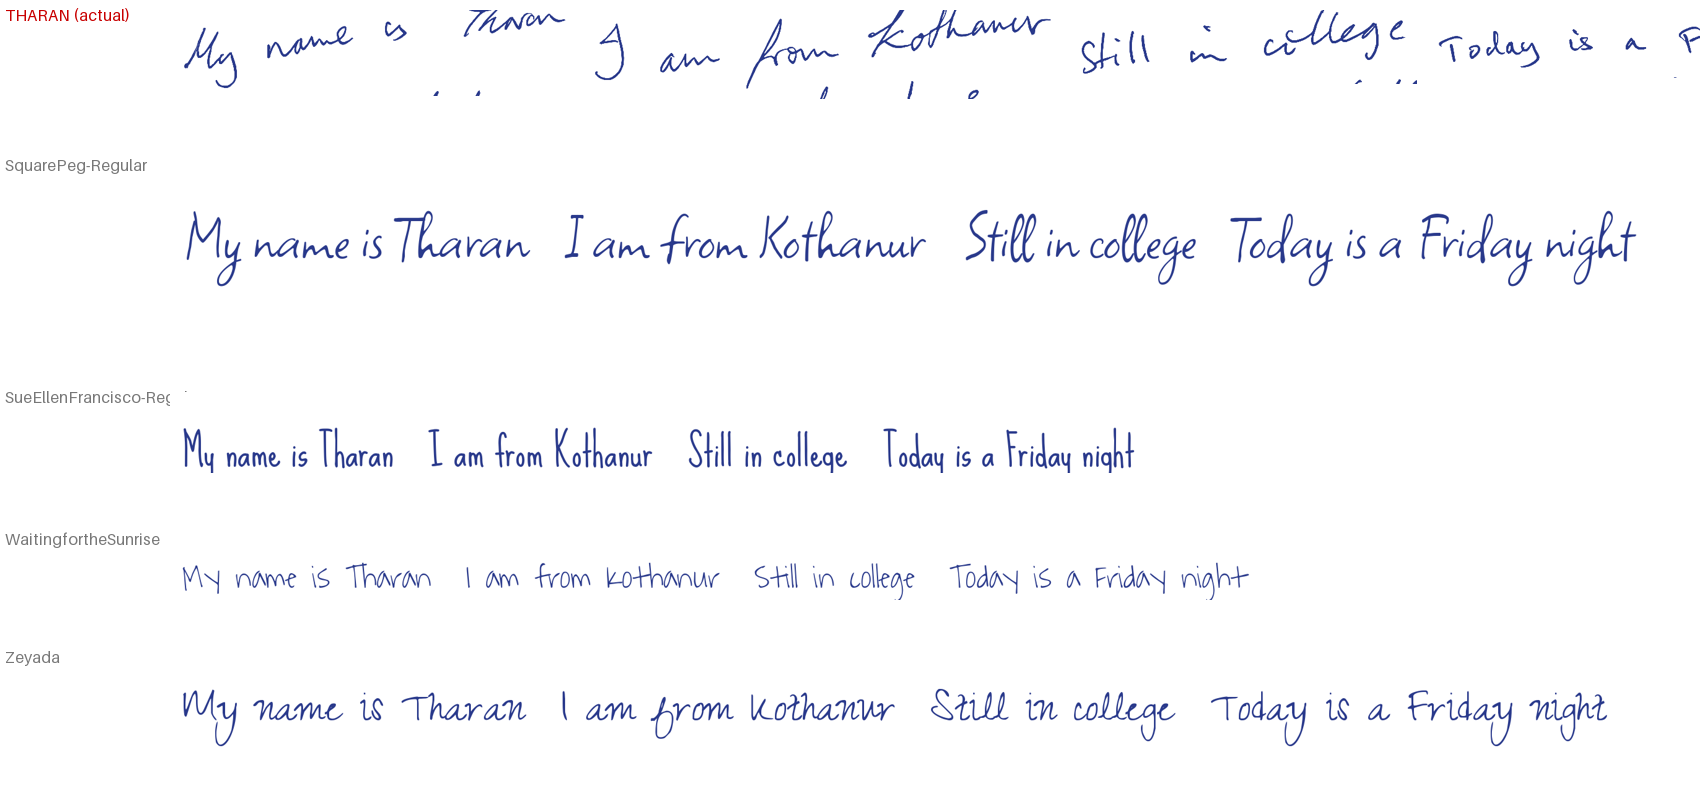 THARAN (actual)
My name is Tharan I am from Kothanur Still in college Today is a F
SquarePeg-Regular
My name is Tharan I am from Kothanur Still in college Today is a Friday night
SueEllenFrancisco-Reg
My name is Tharan I am from Kothanur Still in college Today is a Friday night
WaitingfortheSunrise
My name is Tharan I am from Kothanur Still in college Today is a Friday night
Zeyada
My name is Tharan I am from Kothanur Still in college Today is a Friday night